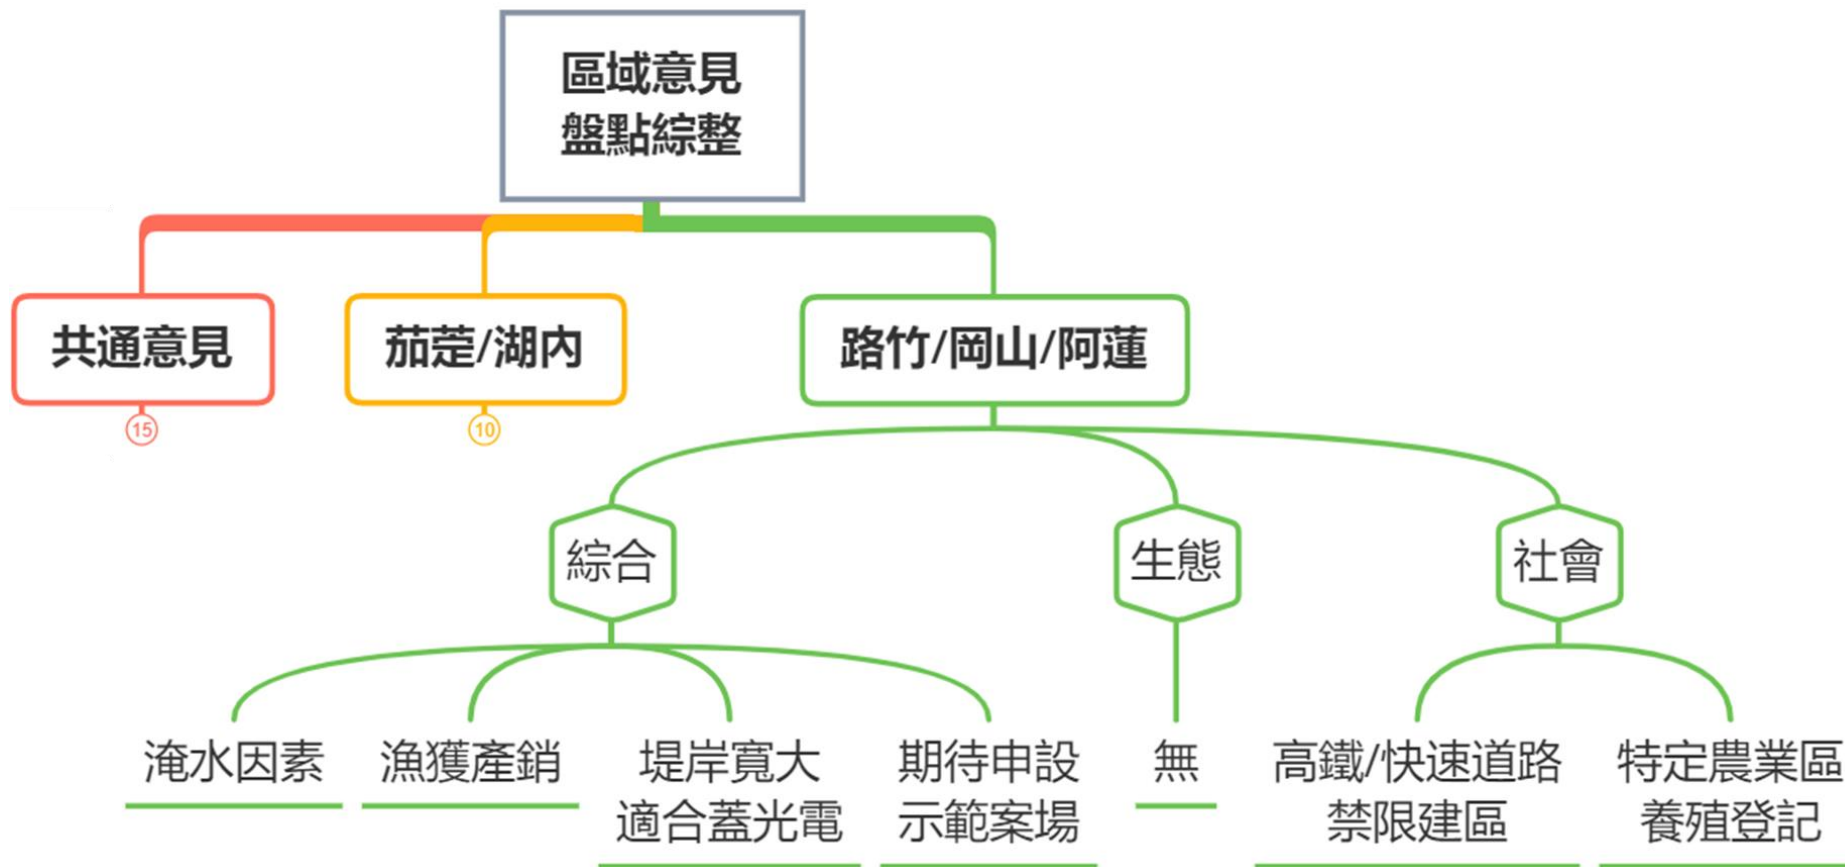 區域意見
盤點綜整
共通意見
茄萣/湖內
路竹/岡山/阿蓮
15
10
綜合
生態
社會
淹水因素
漁獲產銷
堤岸寬大
適合蓋光電
期待申設
示範案場
無
高鐵/快速道路
禁限建區
特定農業區
養殖登記